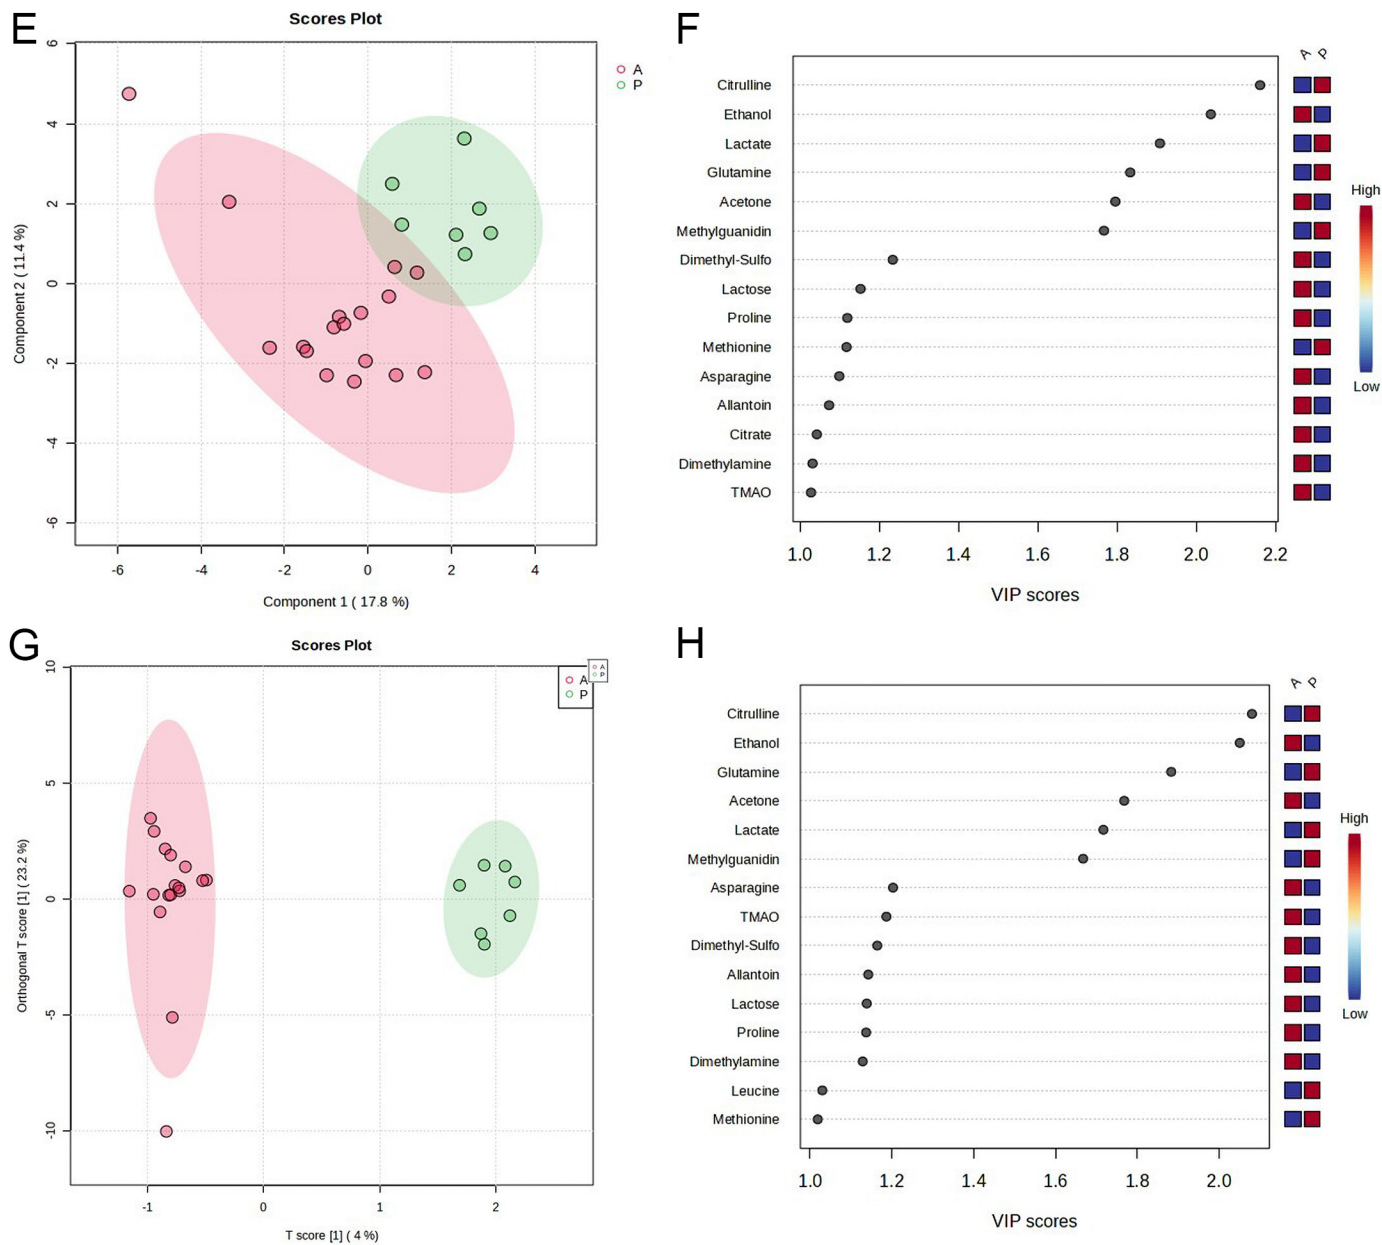 E
Scores Plot
6
4
2
0
-2
-4
-6
Component 2 ( 11.4 %)
-6 -4 -2 0 2 4
Component 1 ( 17.8 %)
A
P
F
A P
Citrulline
Ethanol
Lactate
Glutamine
Acetone
Methylguanidin
Dimethyl-Sulfo
Lactose
Proline
Methionine
Asparagine
Allantoin
Citrate
Dimethylamine
TMAO
1.0 1.2 1.4 1.6 1.8 2.0 2.2
VIP scores
High
Low
G
Scores Plot
10
5
0
-5
-10
Orthogonal T score [1] ( 23.2 %)
-1 0 1 2
T score [1] ( 4 %)
A
P
A
P
H
A P
Citrulline
Ethanol
Glutamine
Acetone
Lactate
Methylguanidin
Asparagine
TMAO
Dimethyl-Sulfo
Allantoin
Lactose
Proline
Dimethylamine
Leucine
Methionine
1.0 1.2 1.4 1.6 1.8 2.0
VIP scores
High
Low